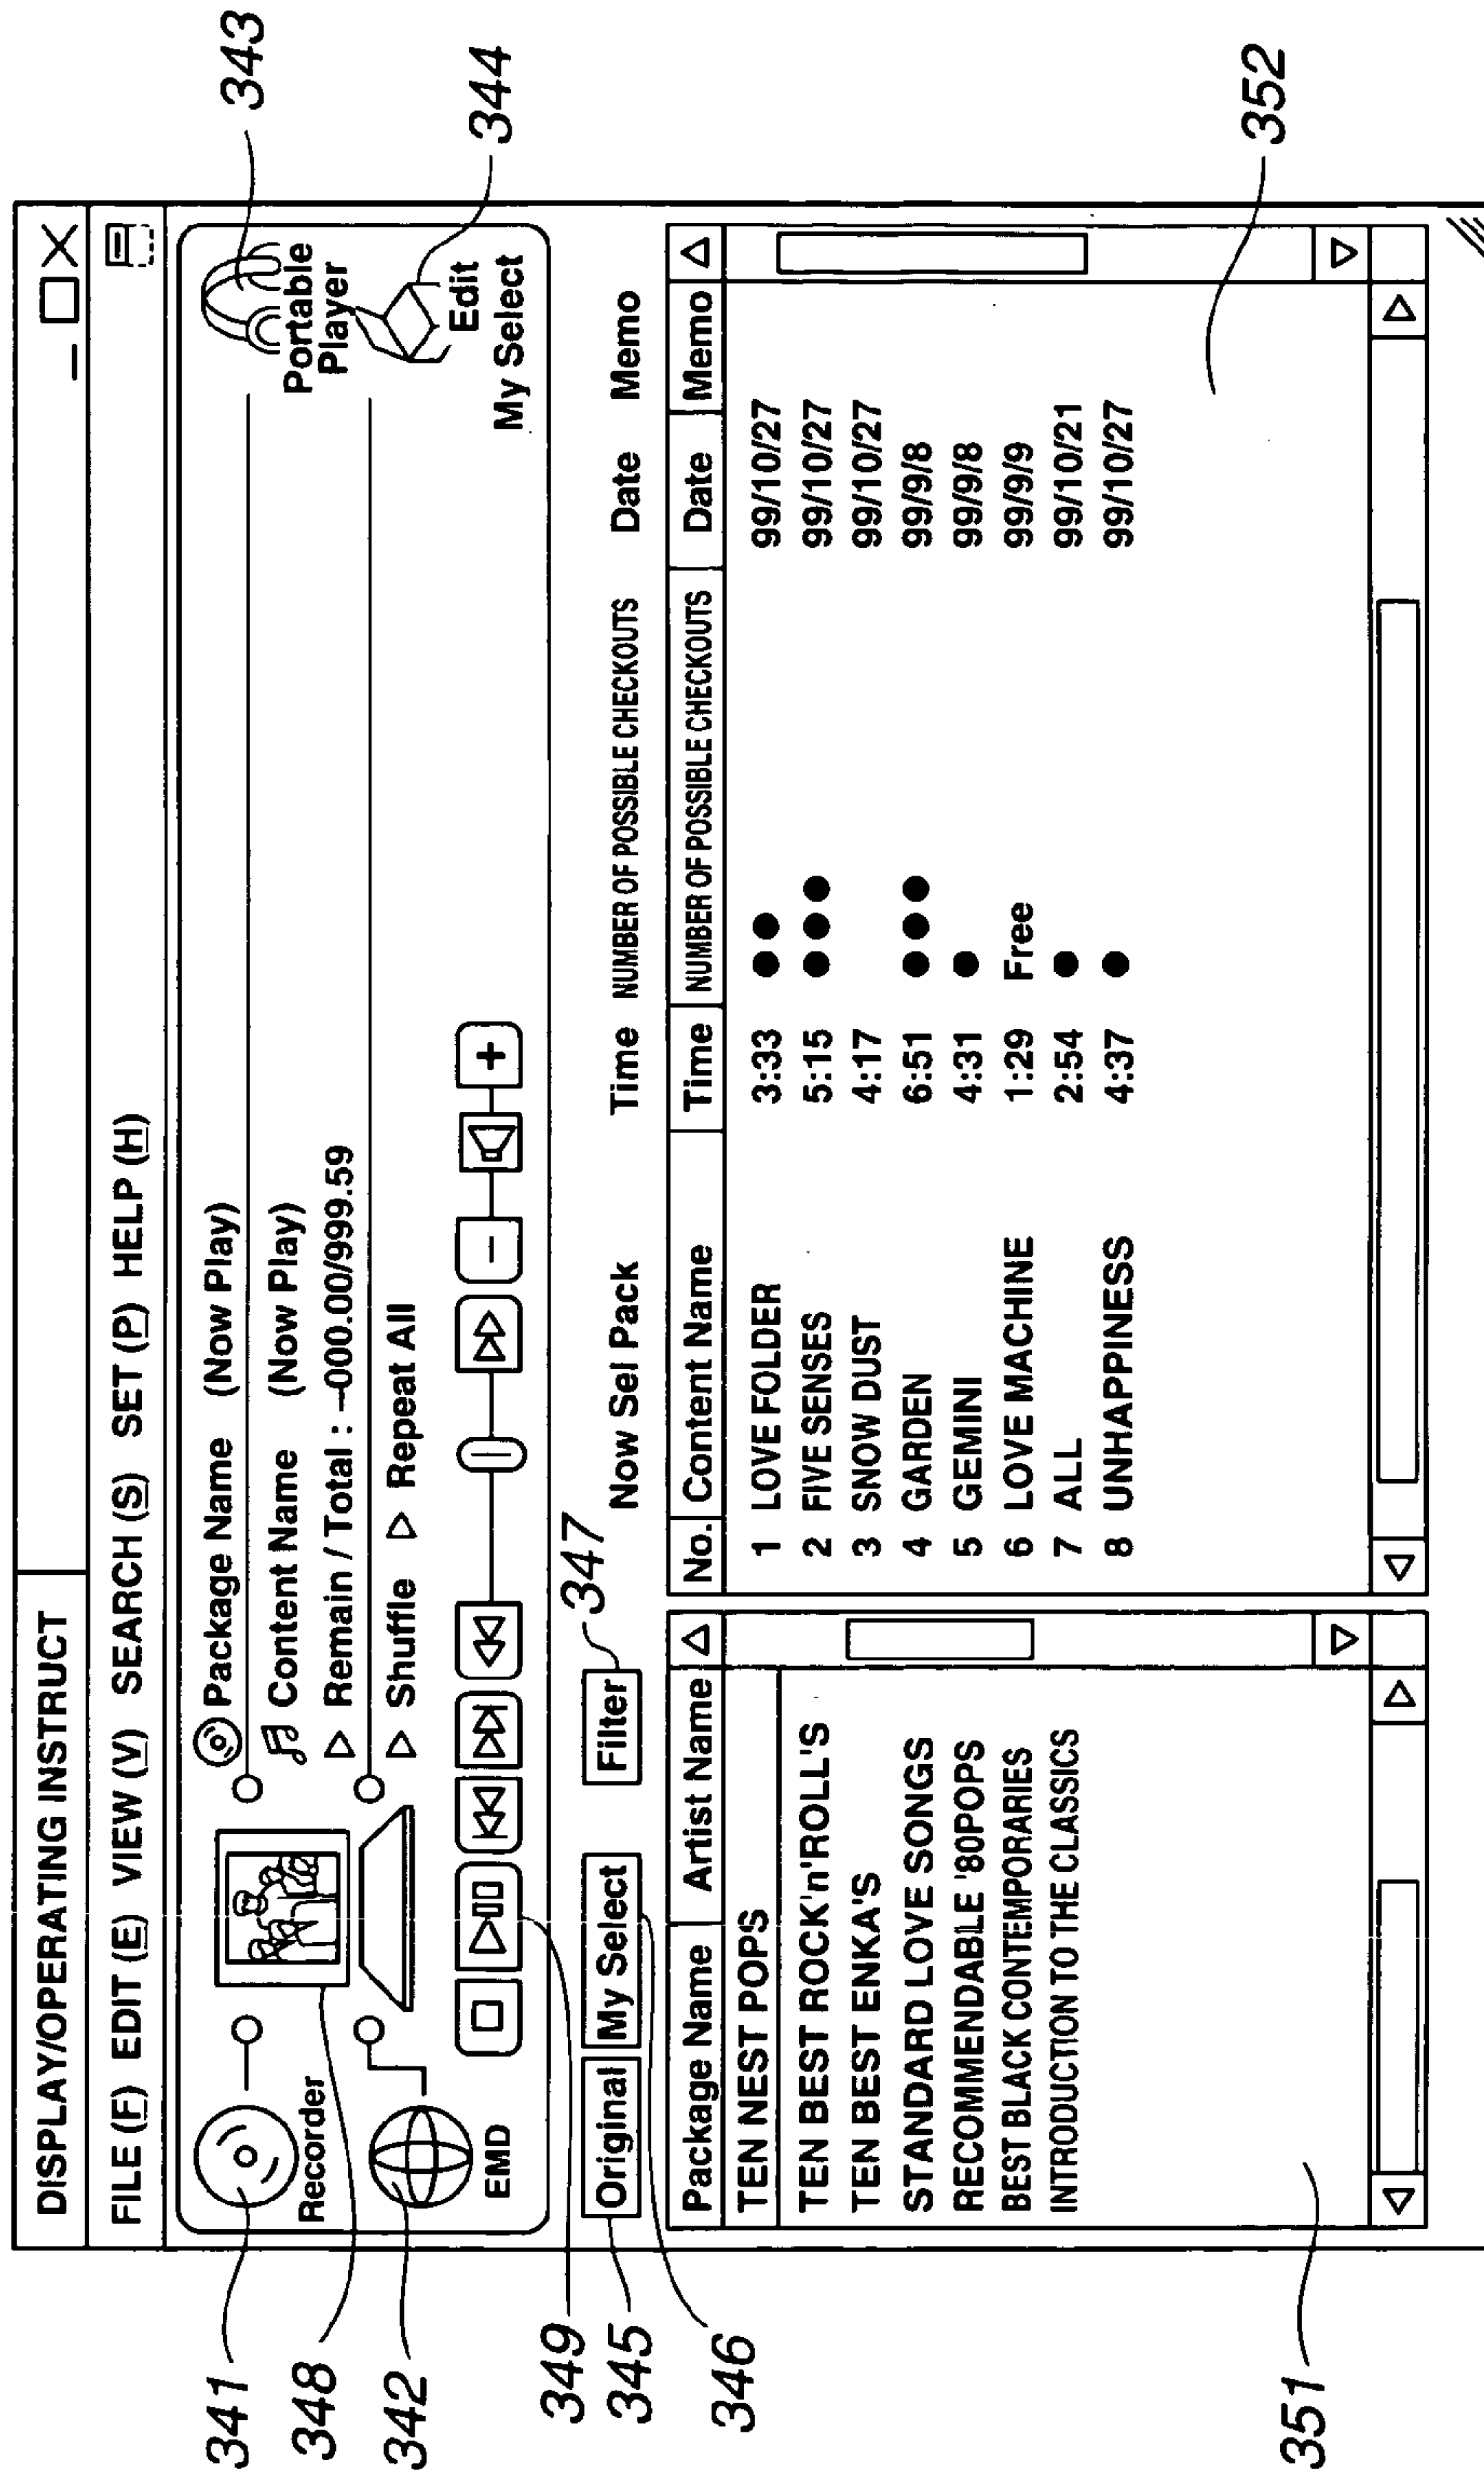 DISPLAY/OPERATING INSTRUCT
FILE (F) EDIT (E) VIEW (V) SEARCH (S) SET (P) HELP (H)
341
348
342
349
345
346
351
343
344
347
352
Recorder
EMD
Package Name (Now Play)
Content Name (Now Play)
Remain / Total : -000.00/999.59
Shuffle Repeat All
Portable
Player
Edit
My Select
Original My Select Filter
Now Sel Pack Time NUMBER OF POSSIBLE CHECKOUTS Date Memo
Package Name Artist Name
TEN NEST POPS
TEN BEST ROCK'n'ROLL'S
TEN BEST ENKA'S
STANDARD LOVE SONGS
RECOMMENDABLE '80POPS
BEST BLACK CONTEMPORARIES
INTRODUCTION TO THE CLASSICS
No. Content Name Time NUMBER OF POSSIBLE CHECKOUTS Date Memo
1 LOVE FOLDER 3:33 ●● 99/10/27
2 FIVE SENSES 5:15 ●●● 99/10/27
3 SNOW DUST 4:17 99/10/27
4 GARDEN 6:51 ●●● 99/9/8
5 GEMINI 4:31 ● 99/9/8
6 LOVE MACHINE 1:29 Free 99/9/9
7 ALL 2:54 ● 99/10/21
8 UNHAPPINESS 4:37 ● 99/10/27